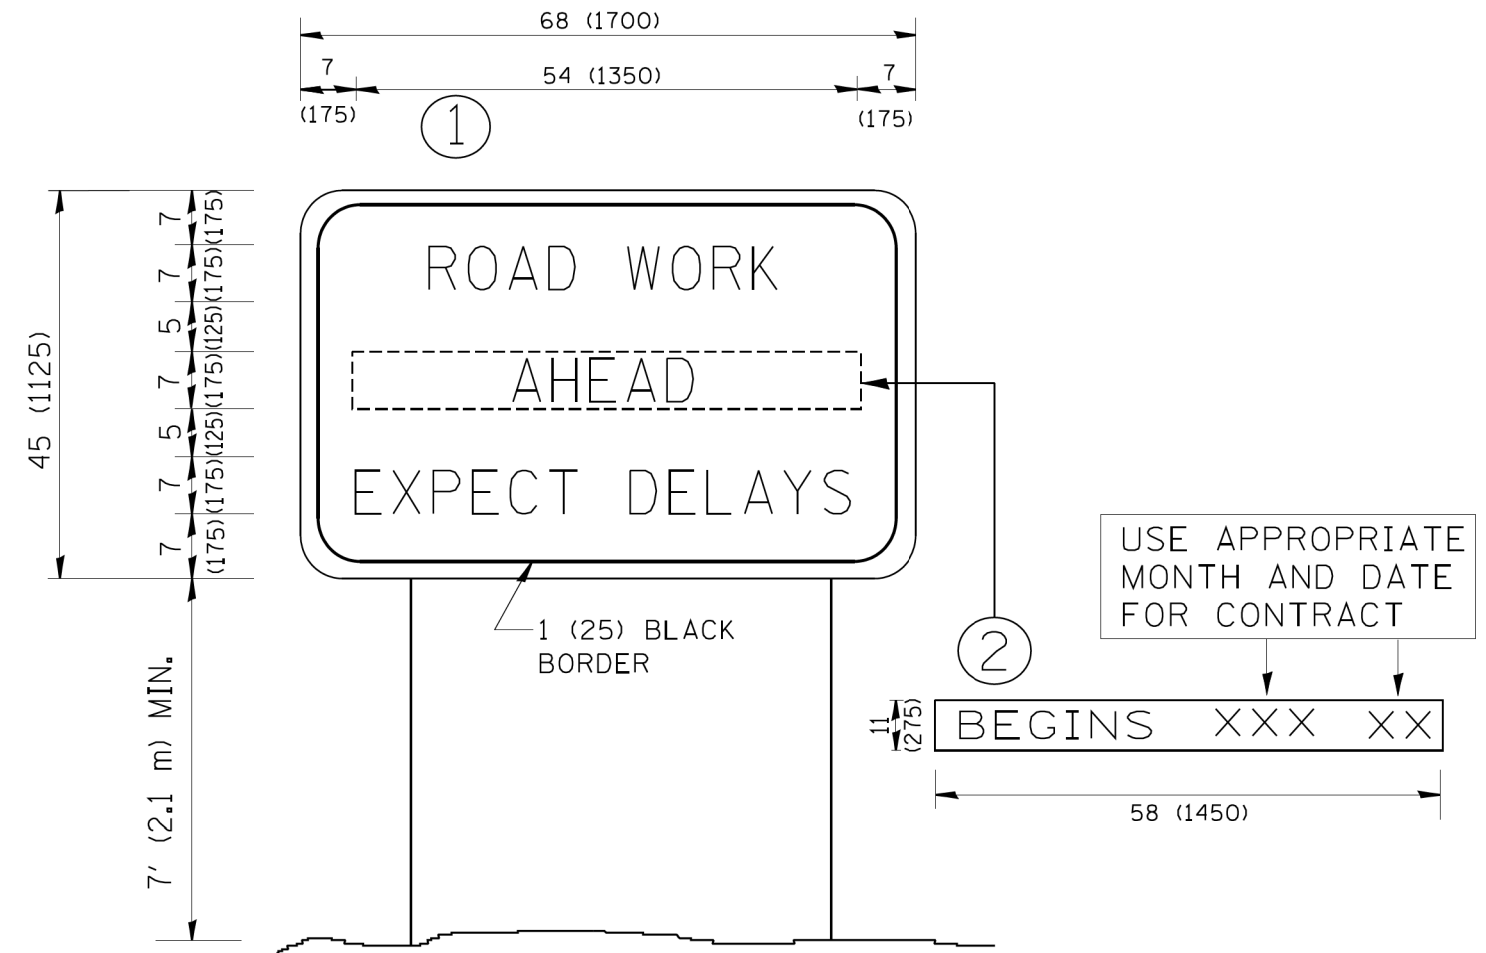 68 (1700)
7
54 (1350)
7
(175)
(175)
1
7
(175)
7
(175)
5
(125)
7
(175)
5
(125)
7
(175)
7
(175)
45 (1125)
ROAD WORK
AHEAD
EXPECT DELAYS
1 (25) BLACK
BORDER
7' (2.1 m) MIN.
USE APPROPRIATE
MONTH AND DATE
FOR CONTRACT
2
11
(275)
BEGINS XXX XX
58 (1450)